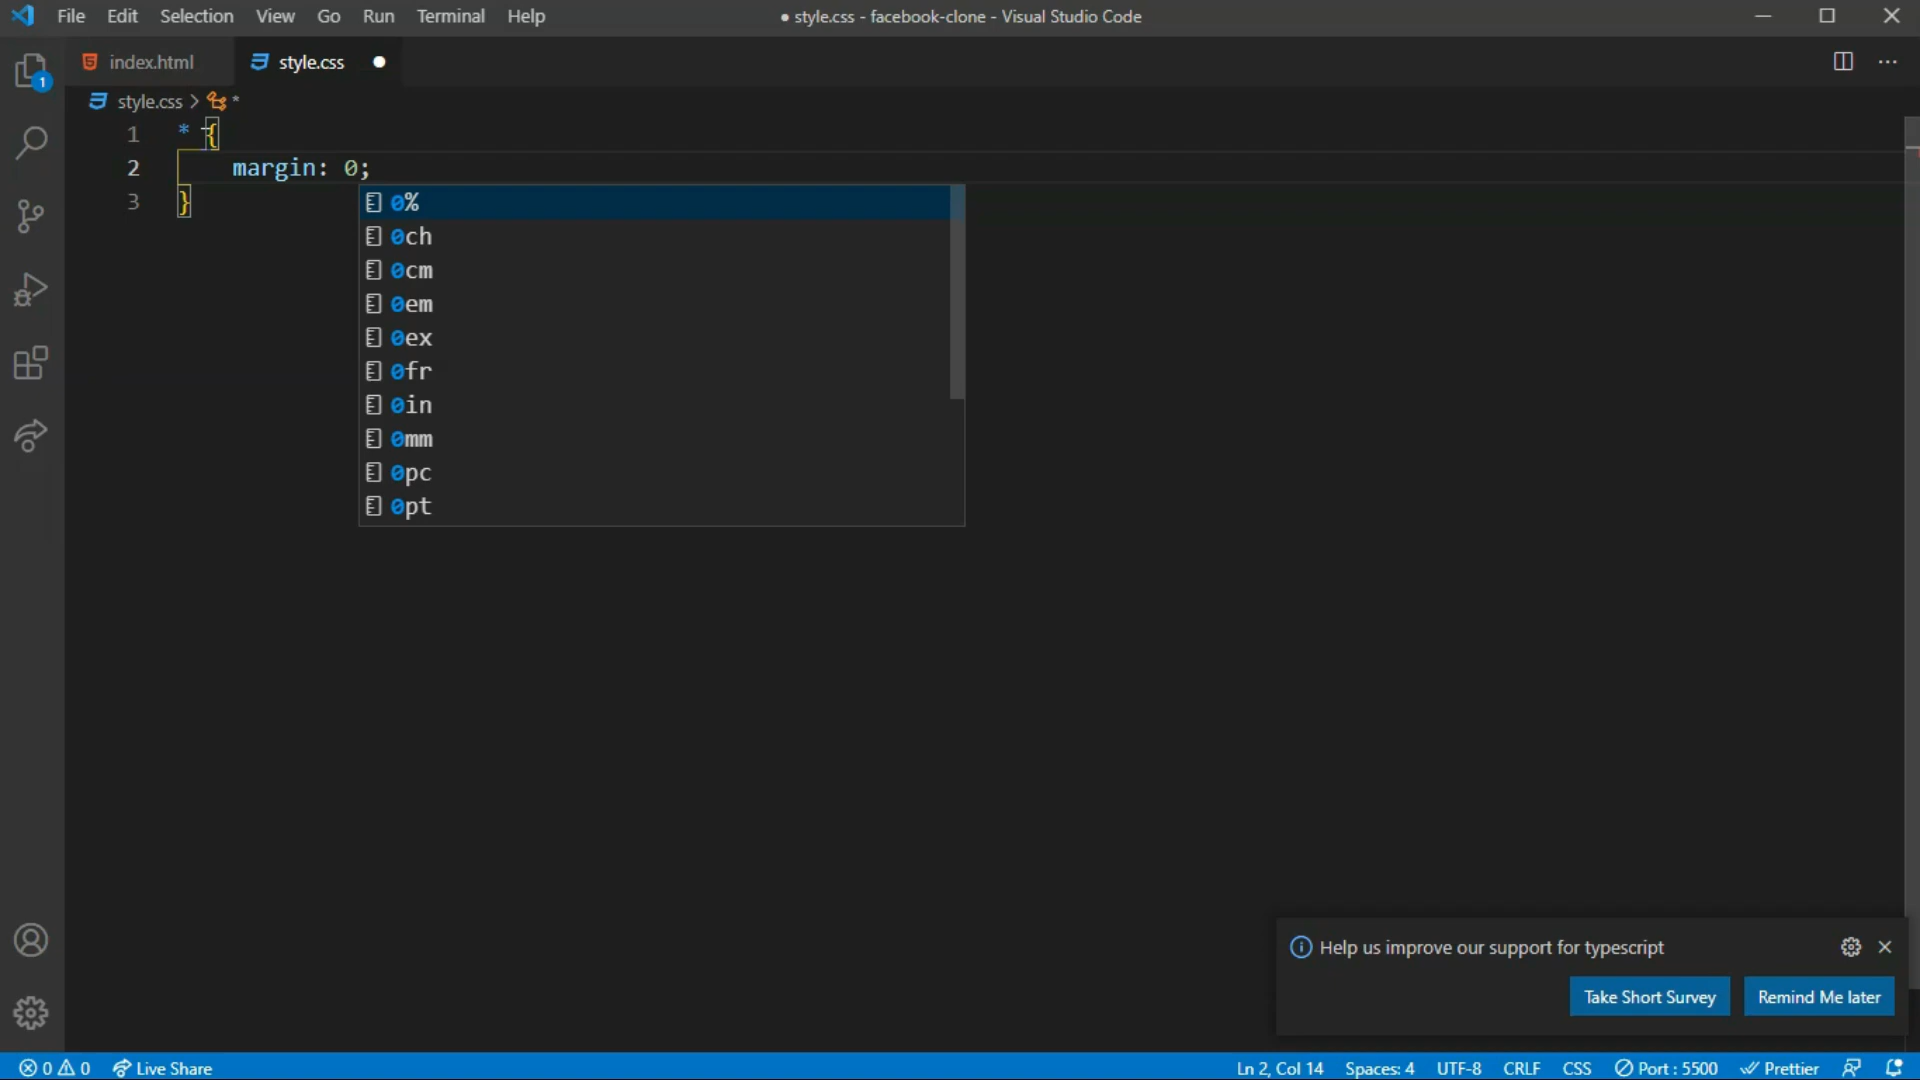 File Edit Selection View Go Run Terminal Help
● style.css - facebook-clone - Visual Studio Code
1
index.html
style.css
style.css > *
1 * {
2 margin: 0;
3 }
0%
0ch
0cm
0em
0ex
0fr
0in
0mm
0pc
0pt
Help us improve our support for typescript
Take Short Survey
Remind Me later
0 0 Live Share
Ln 2, Col 14 Spaces: 4 UTF-8 CRLF CSS Port : 5500 Prettier